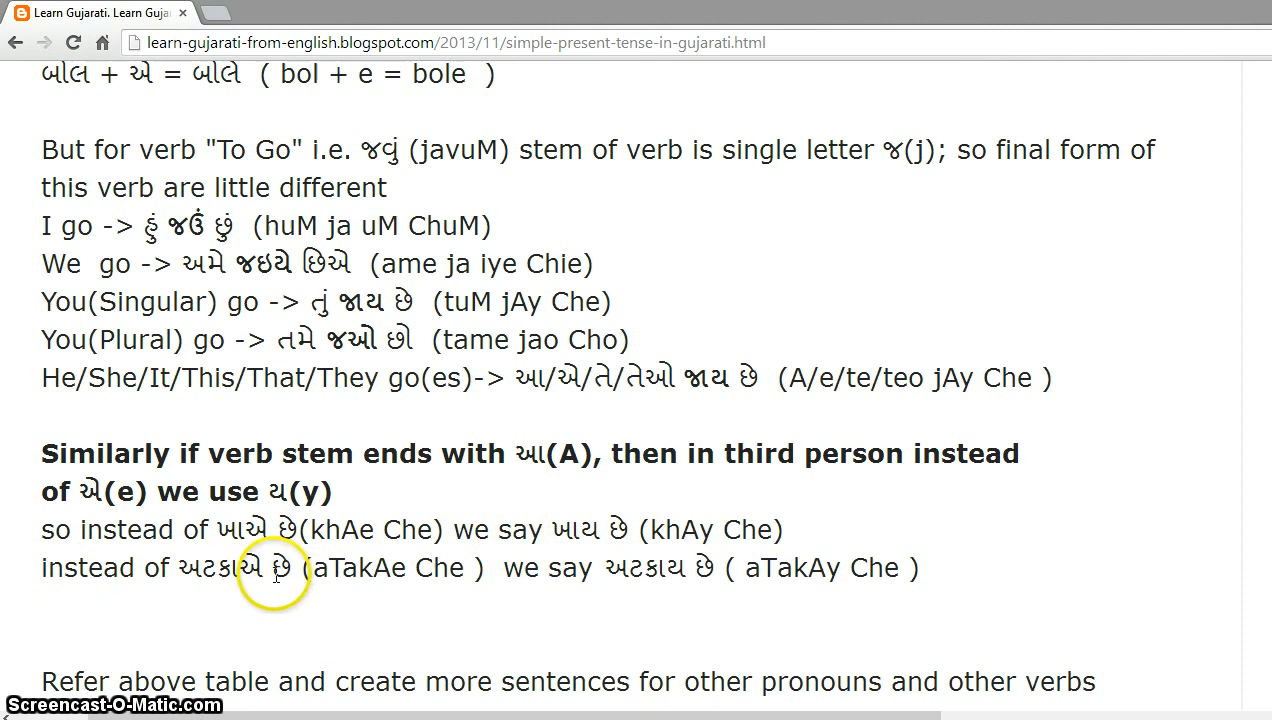 Learn Gujarati. Learn Gujar
learn-gujarati-from-english.blogspot.com/2013/11/simple-present-tense-in-gujarati.html
બોલ + એ = બોલે ( bol + e = bole )
But for verb "To Go" i.e. જવું (javuM) stem of verb is single letter જ(j); so final form of
this verb are little different
I go -> હું જઉં છું (huM ja uM ChuM)
We go -> અમે જઇયે છિએ (ame ja iye Chie)
You(Singular) go -> તું જાય છે (tuM jAy Che)
You(Plural) go -> તમે જઓ છો (tame jao Cho)
He/She/It/This/That/They go(es)-> આ/એ/તે/તેઓ જાય છે (A/e/te/teo jAy Che )
Similarly if verb stem ends with આ(A), then in third person instead
of એ(e) we use ય(y)
so instead of ખાએ છે(khAe Che) we say ખાય છે (khAy Che)
instead of અટકાએ છે (aTakAe Che ) we say અટકાય છે ( aTakAy Che )
Refer above table and create more sentences for other pronouns and other verbs
Screencast-O-Matic.com